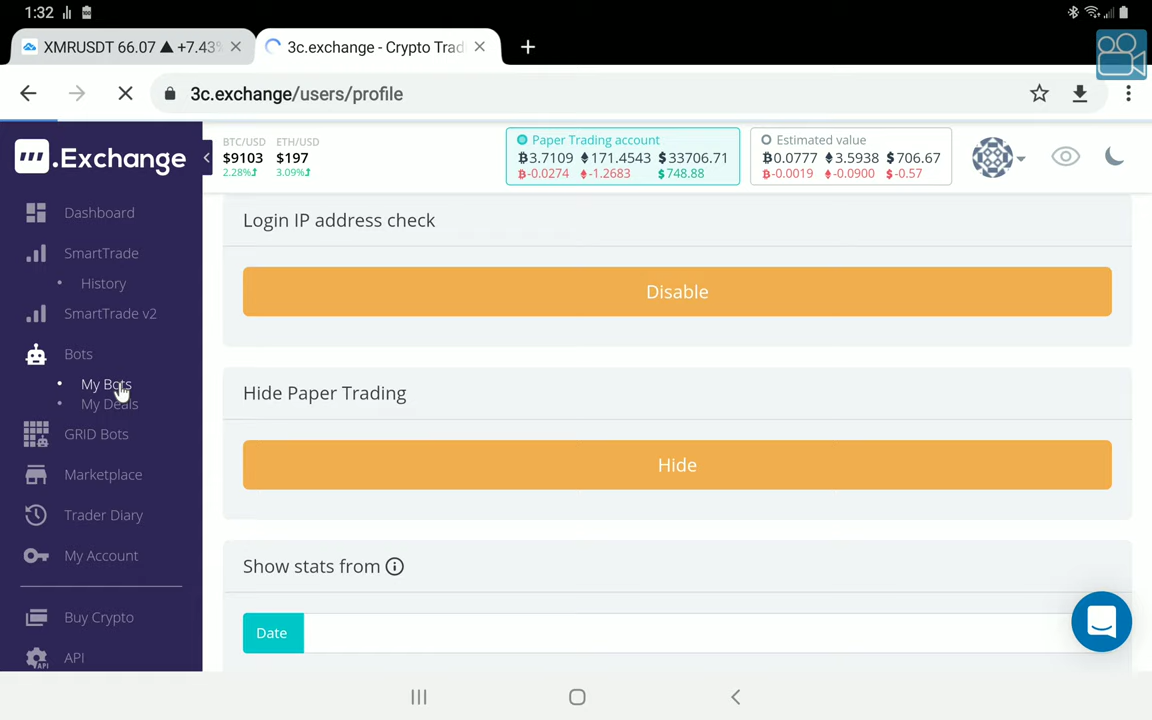 1:32
XMRUSDT 66.07 ▲ +7.43%
3c.exchange - Crypto Trad
3c.exchange/users/profile
.Exchange
BTC/USD
$9103
2.28%
ETH/USD
$197
3.09%
Paper Trading account
₿3.7109 ♦171.4543 $33706.71
₿-0.0274 ♦-1.2683 $748.88
Estimated value
₿0.0777 ♦3.5938 $706.67
₿-0.0019 ♦-0.0900 $-0.57
Dashboard
SmartTrade
• History
SmartTrade v2
Bots
• My Bots
• My Deals
GRID Bots
Marketplace
Trader Diary
My Account
Buy Crypto
API
Login IP address check
Disable
Hide Paper Trading
Hide
Show stats from
Date